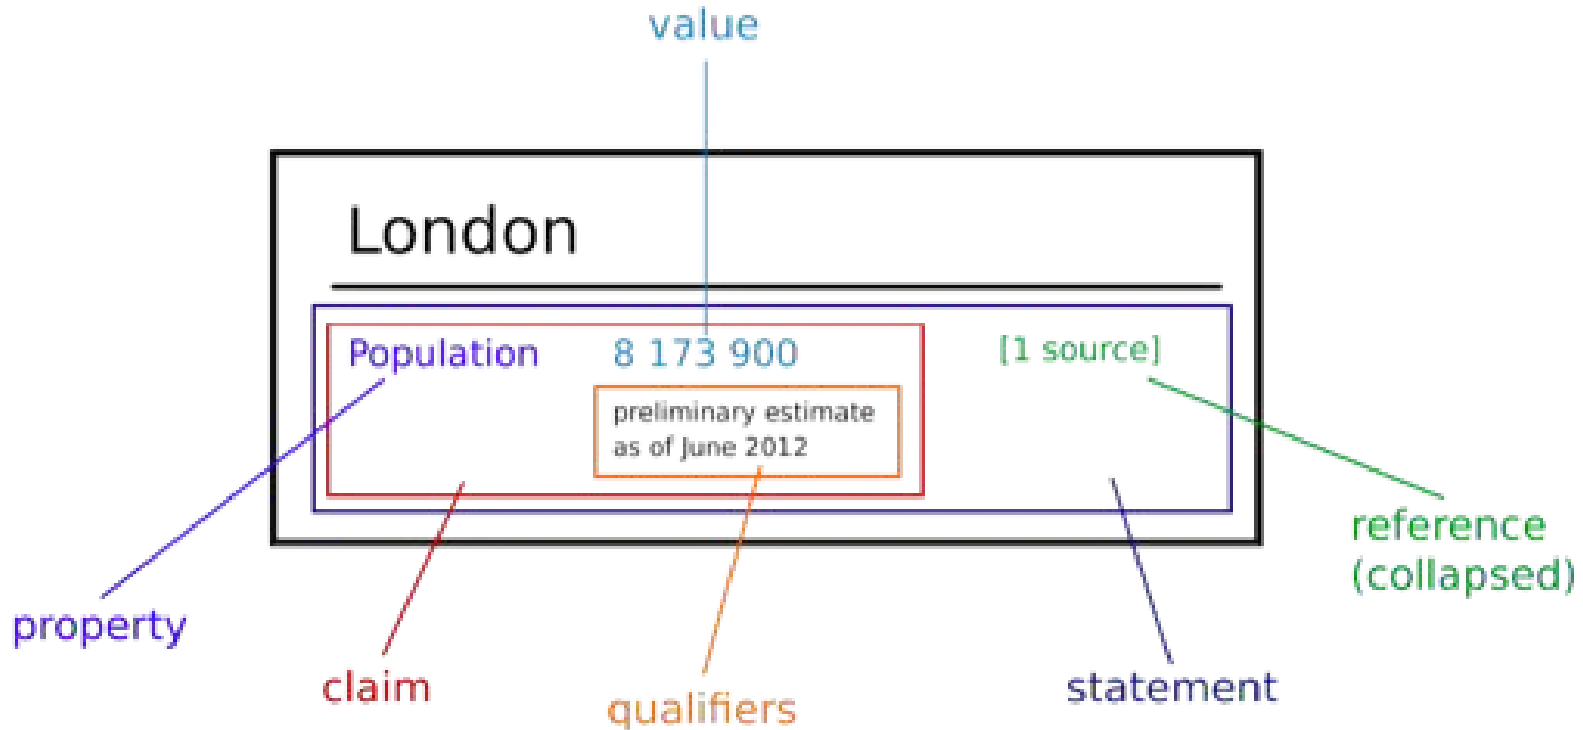 value
London
Population 8 173 900 [1 source]
preliminary estimate
as of June 2012
reference
(collapsed)
property
claim
qualifiers
statement